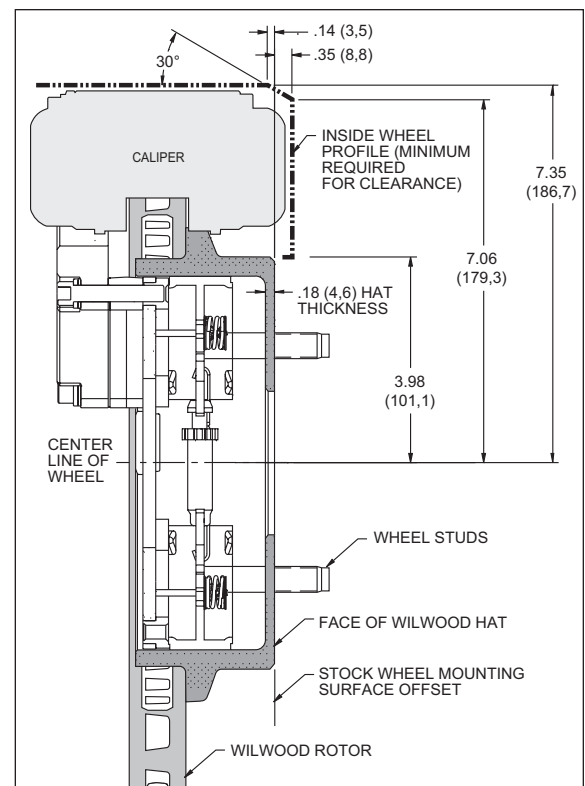 .14 (3,5)
.35 (8,8)
30°
INSIDE WHEEL
PROFILE (MINIMUM
REQUIRED
FOR CLEARANCE)
CALIPER
7.35
(186,7)
7.06
(179,3)
.18 (4,6) HAT
THICKNESS
3.98
(101,1)
CENTER
LINE OF
WHEEL
WHEEL STUDS
FACE OF WILWOOD HAT
STOCK WHEEL MOUNTING
SURFACE OFFSET
WILWOOD ROTOR